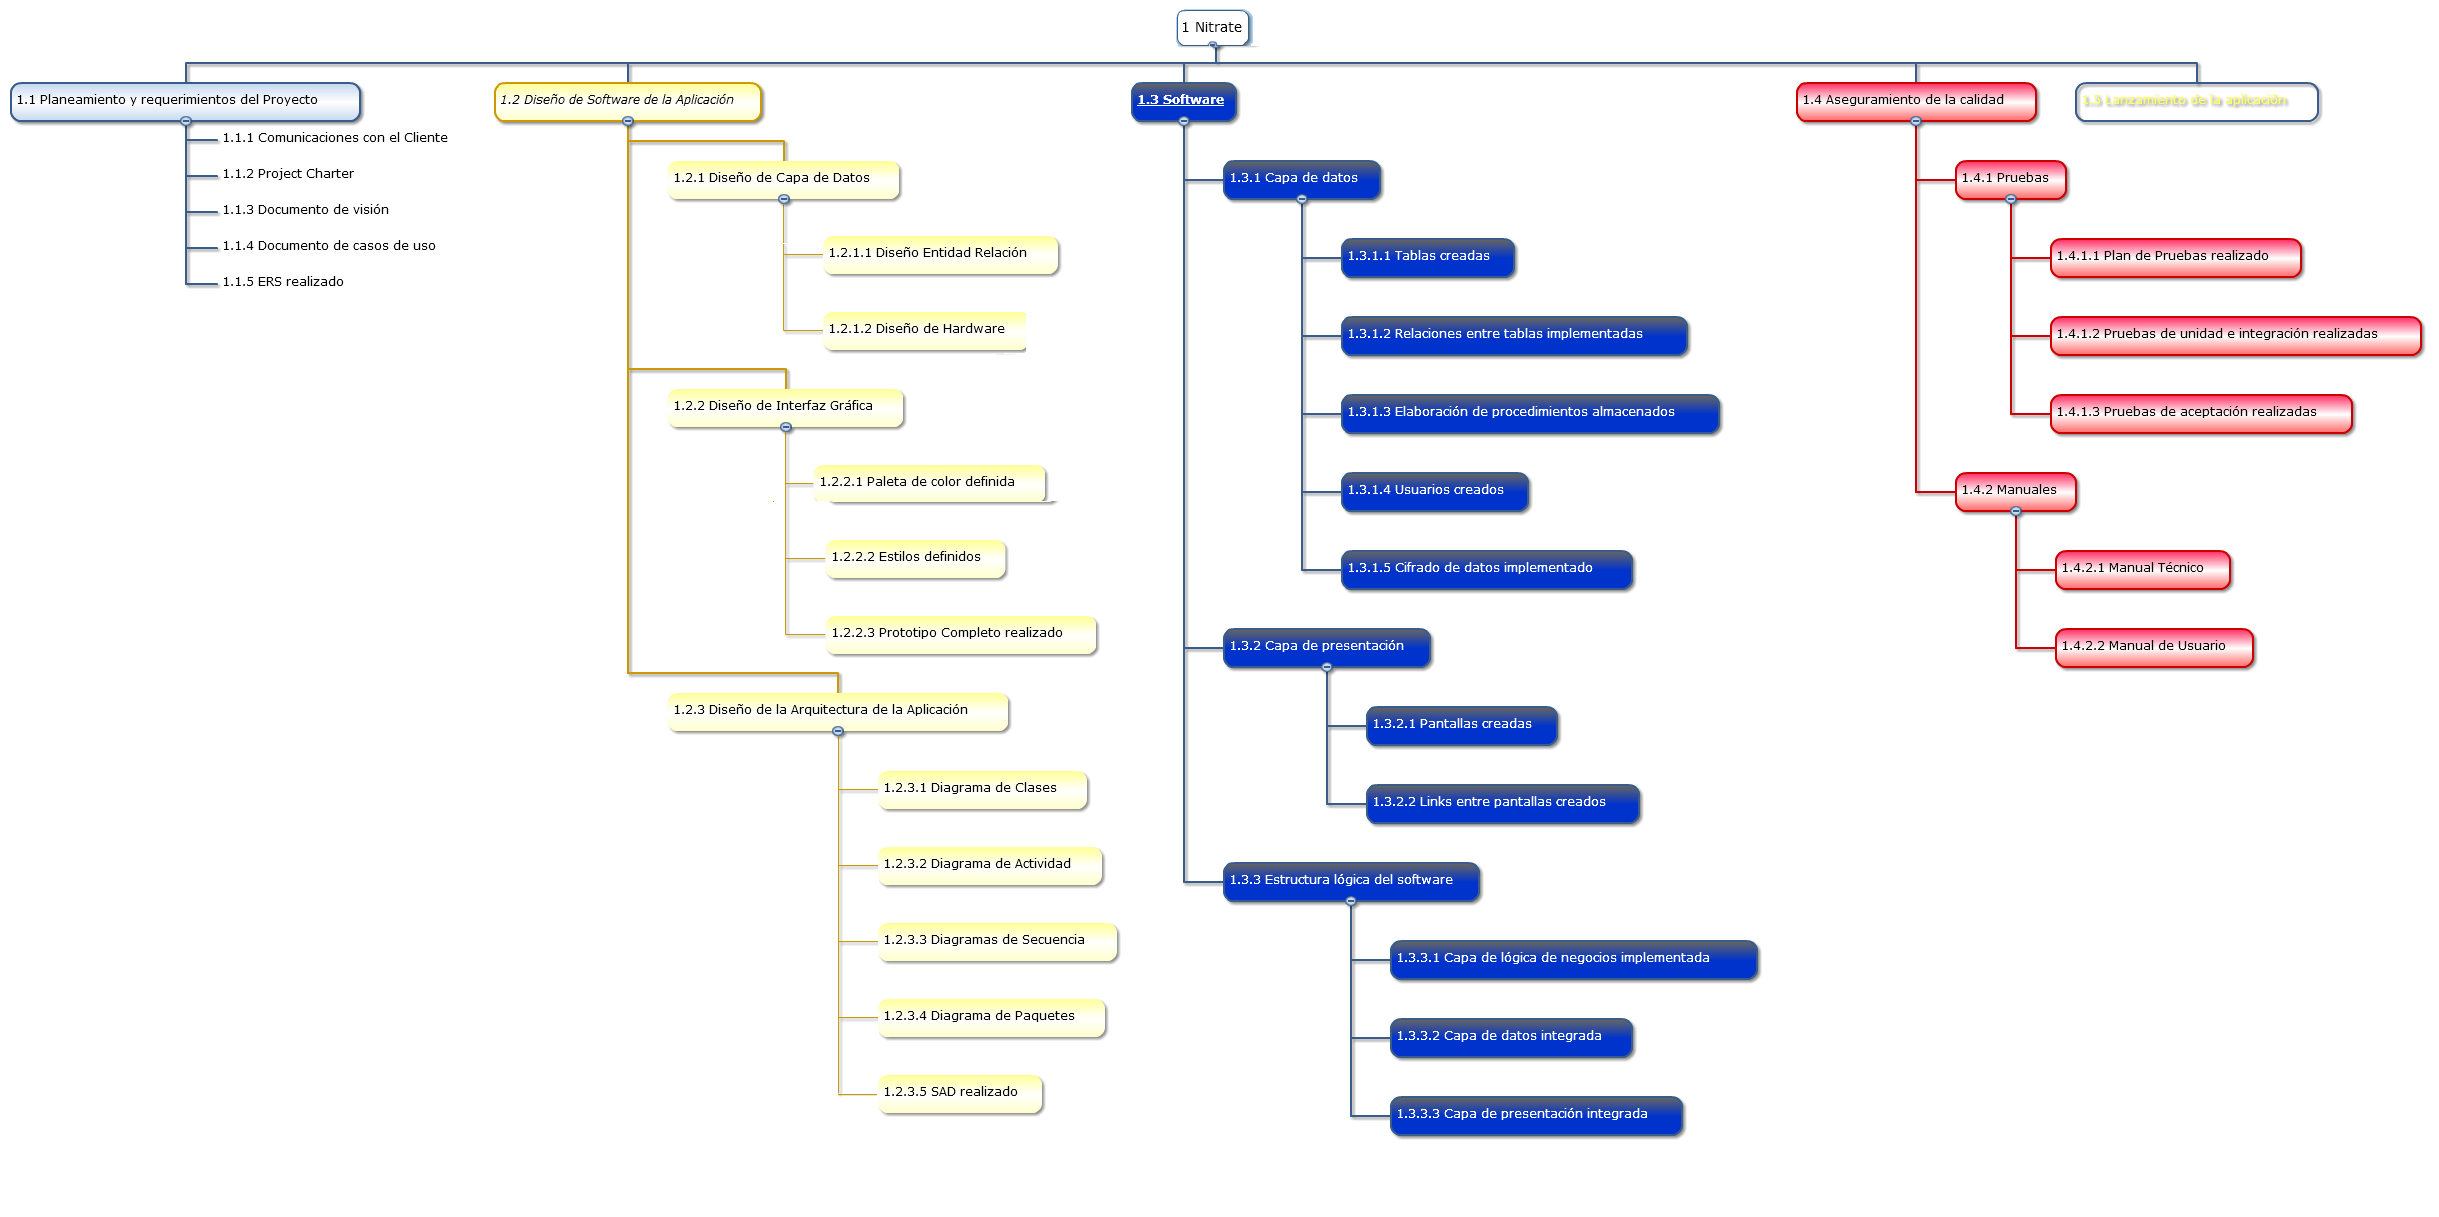 1 Nitrate
1.1 Planeamiento y requerimientos del Proyecto
1.1.1 Comunicaciones con el Cliente
1.1.2 Project Charter
1.1.3 Documento de visión
1.1.4 Documento de casos de uso
1.1.5 ERS realizado
1.2 Diseño de Software de la Aplicación
1.2.1 Diseño de Capa de Datos
1.2.1.1 Diseño Entidad Relación
1.2.1.2 Diseño de Hardware
1.2.2 Diseño de Interfaz Gráfica
1.2.2.1 Paleta de color definida
1.2.2.2 Estilos definidos
1.2.2.3 Prototipo Completo realizado
1.2.3 Diseño de la Arquitectura de la Aplicación
1.2.3.1 Diagrama de Clases
1.2.3.2 Diagrama de Actividad
1.2.3.3 Diagramas de Secuencia
1.2.3.4 Diagrama de Paquetes
1.2.3.5 SAD realizado
1.3 Software
1.3.1 Capa de datos
1.3.1.1 Tablas creadas
1.3.1.2 Relaciones entre tablas implementadas
1.3.1.3 Elaboración de procedimientos almacenados
1.3.1.4 Usuarios creados
1.3.1.5 Cifrado de datos implementado
1.3.2 Capa de presentación
1.3.2.1 Pantallas creadas
1.3.2.2 Links entre pantallas creados
1.3.3 Estructura lógica del software
1.3.3.1 Capa de lógica de negocios implementada
1.3.3.2 Capa de datos integrada
1.3.3.3 Capa de presentación integrada
1.4 Aseguramiento de la calidad
1.4.1 Pruebas
1.4.1.1 Plan de Pruebas realizado
1.4.1.2 Pruebas de unidad e integración realizadas
1.4.1.3 Pruebas de aceptación realizadas
1.4.2 Manuales
1.4.2.1 Manual Técnico
1.4.2.2 Manual de Usuario
1.5 Lanzamiento de la aplicación